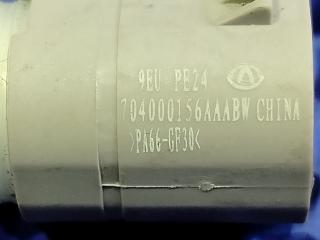 9EU PE24
704000156AAABW CHINA
>PA66-GF30<